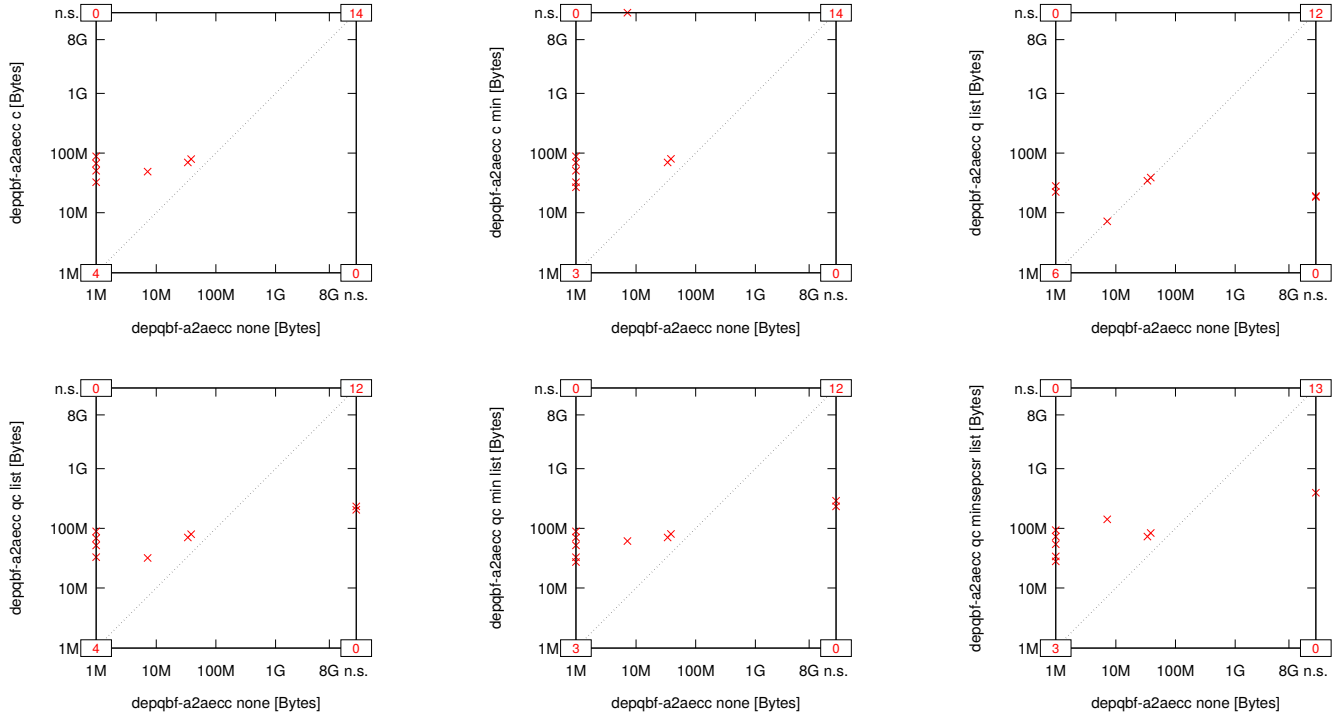 n.s. 0 14
8G
1G
100M
10M
1M 4 0
1M 10M 100M 1G 8G n.s.
depqbf-a2aecc c [Bytes]
depqbf-a2aecc none [Bytes]
n.s. 0 14
8G
1G
100M
10M
1M 3 0
1M 10M 100M 1G 8G n.s.
depqbf-a2aecc c min [Bytes]
depqbf-a2aecc none [Bytes]
n.s. 0 12
8G
1G
100M
10M
1M 6 0
1M 10M 100M 1G 8G n.s.
depqbf-a2aecc q list [Bytes]
depqbf-a2aecc none [Bytes]
n.s. 0 12
8G
1G
100M
10M
1M 4 0
1M 10M 100M 1G 8G n.s.
depqbf-a2aecc qc list [Bytes]
depqbf-a2aecc none [Bytes]
n.s. 0 12
8G
1G
100M
10M
1M 3 0
1M 10M 100M 1G 8G n.s.
depqbf-a2aecc qc min list [Bytes]
depqbf-a2aecc none [Bytes]
n.s. 0 13
8G
1G
100M
10M
1M 3 0
1M 10M 100M 1G 8G n.s.
depqbf-a2aecc qc minsepcsr list [Bytes]
depqbf-a2aecc none [Bytes]